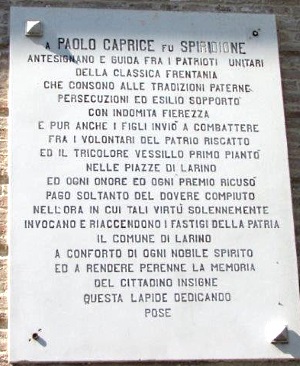 A PAOLO CAPRICE FU SPIRIDIONE
ANTESIGNANO E GUIDA FRA I PATRIOTI UNITARI
DELLA CLASSICA FRENTANIA
CHE CONSONO ALLE TRADIZIONI PATERNE
PERSECUZIONI ED ESILIO SOPPORTÒ
CON INDOMITA FIEREZZA
E PUR ANCHE I FIGLI INVIÒ A COMBATTERE
FRA I VOLONTARI DEL PATRIO RISCATTO
ED IL TRICOLORE VESSILLO PRIMO PIANTÒ
NELLE PIAZZE DI LARINO
ED OGNI ONORE ED OGNI PREMIO RICUSÒ
PAGO SOLTANTO DEL DOVERE COMPIUTO
NELL'ORA IN CUI TALI VIRTÙ SOLENNEMENTE
INVOCANO E RIACCENDONO I FASTIGI DELLA PATRIA
IL COMUNE DI LARINO
A CONFORTO DI OGNI NOBILE SPIRITO
ED A RENDERE PERENNE LA MEMORIA
DEL CITTADINO INSIGNE
QUESTA LAPIDE DEDICANDO
POSE